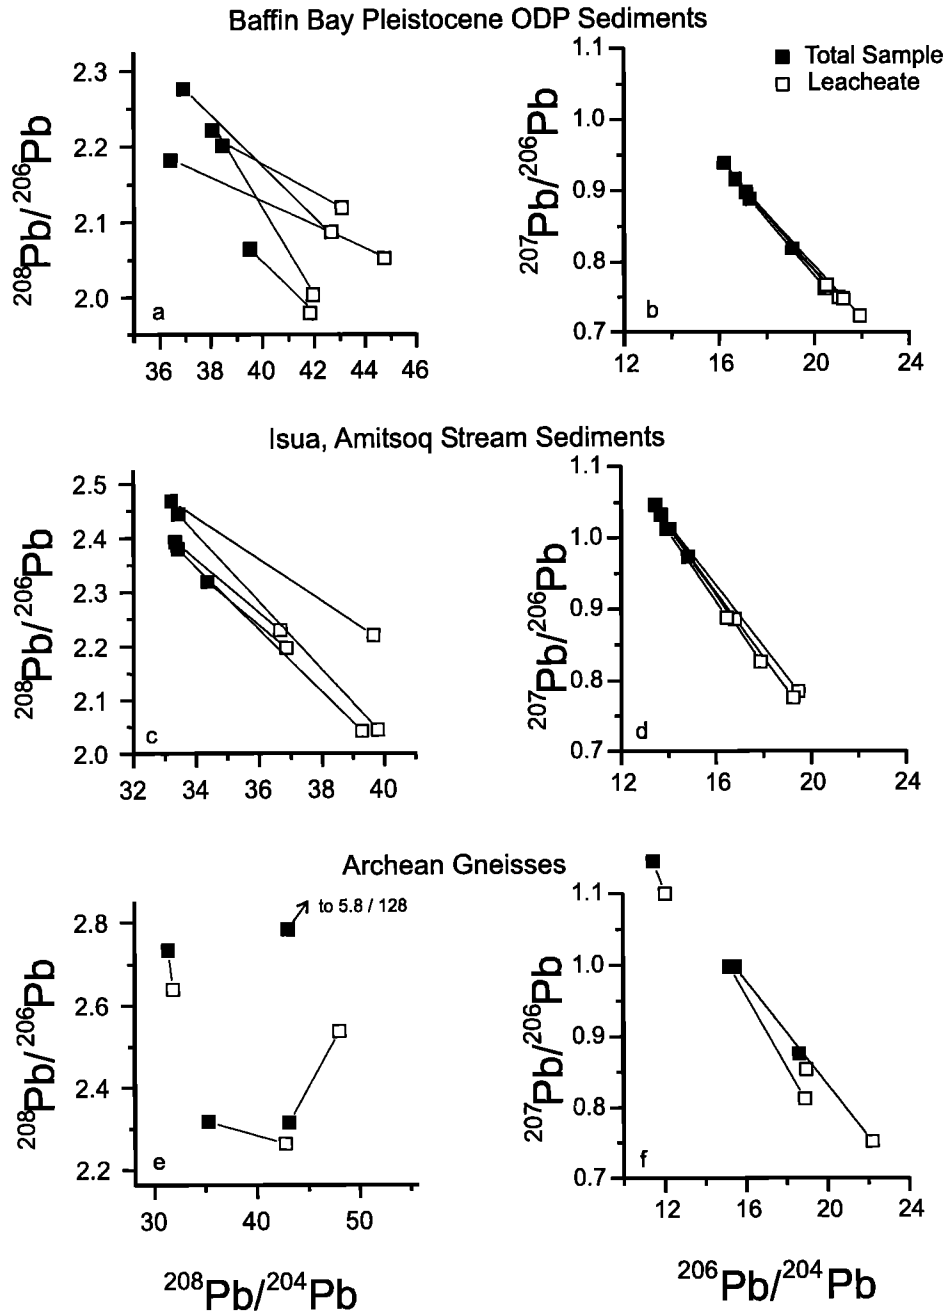 Baffin Bay Pleistocene ODP Sediments
2.3
2.2
2.1
2.0
208Pb/206Pb
a
36 38 40 42 44 46
1.1
1.0
0.9
0.8
0.7
207Pb/206Pb
Total Sample
Leacheate
b
12 16 20 24
Isua, Amitsoq Stream Sediments
2.5
2.4
2.3
2.2
2.1
2.0
208Pb/206Pb
c
32 34 36 38 40
1.1
1.0
0.9
0.8
0.7
207Pb/206Pb
d
12 16 20 24
Archean Gneisses
2.8
2.6
2.4
2.2
208Pb/206Pb
to 5.8 / 128
e
30 40 50
208Pb/204Pb
1.1
1.0
0.9
0.8
0.7
207Pb/206Pb
f
12 16 20 24
206Pb/204Pb